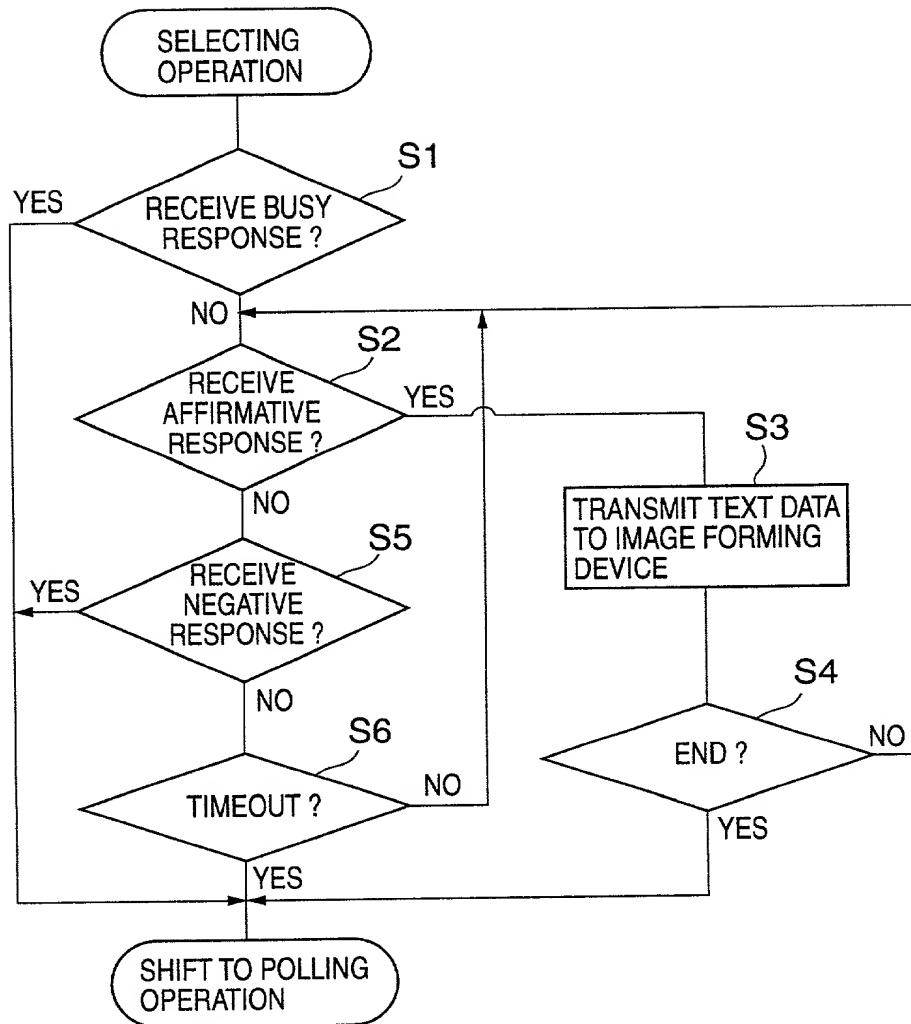 SELECTING
OPERATION
S1
YES
RECEIVE BUSY
RESPONSE ?
NO
S2
RECEIVE
AFFIRMATIVE
RESPONSE ?
YES
S3
TRANSMIT TEXT DATA
TO IMAGE FORMING
DEVICE
NO
S5
YES
RECEIVE
NEGATIVE
RESPONSE ?
NO
S4
END ?
NO
YES
S6
TIMEOUT ?
NO
YES
SHIFT TO POLLING
OPERATION